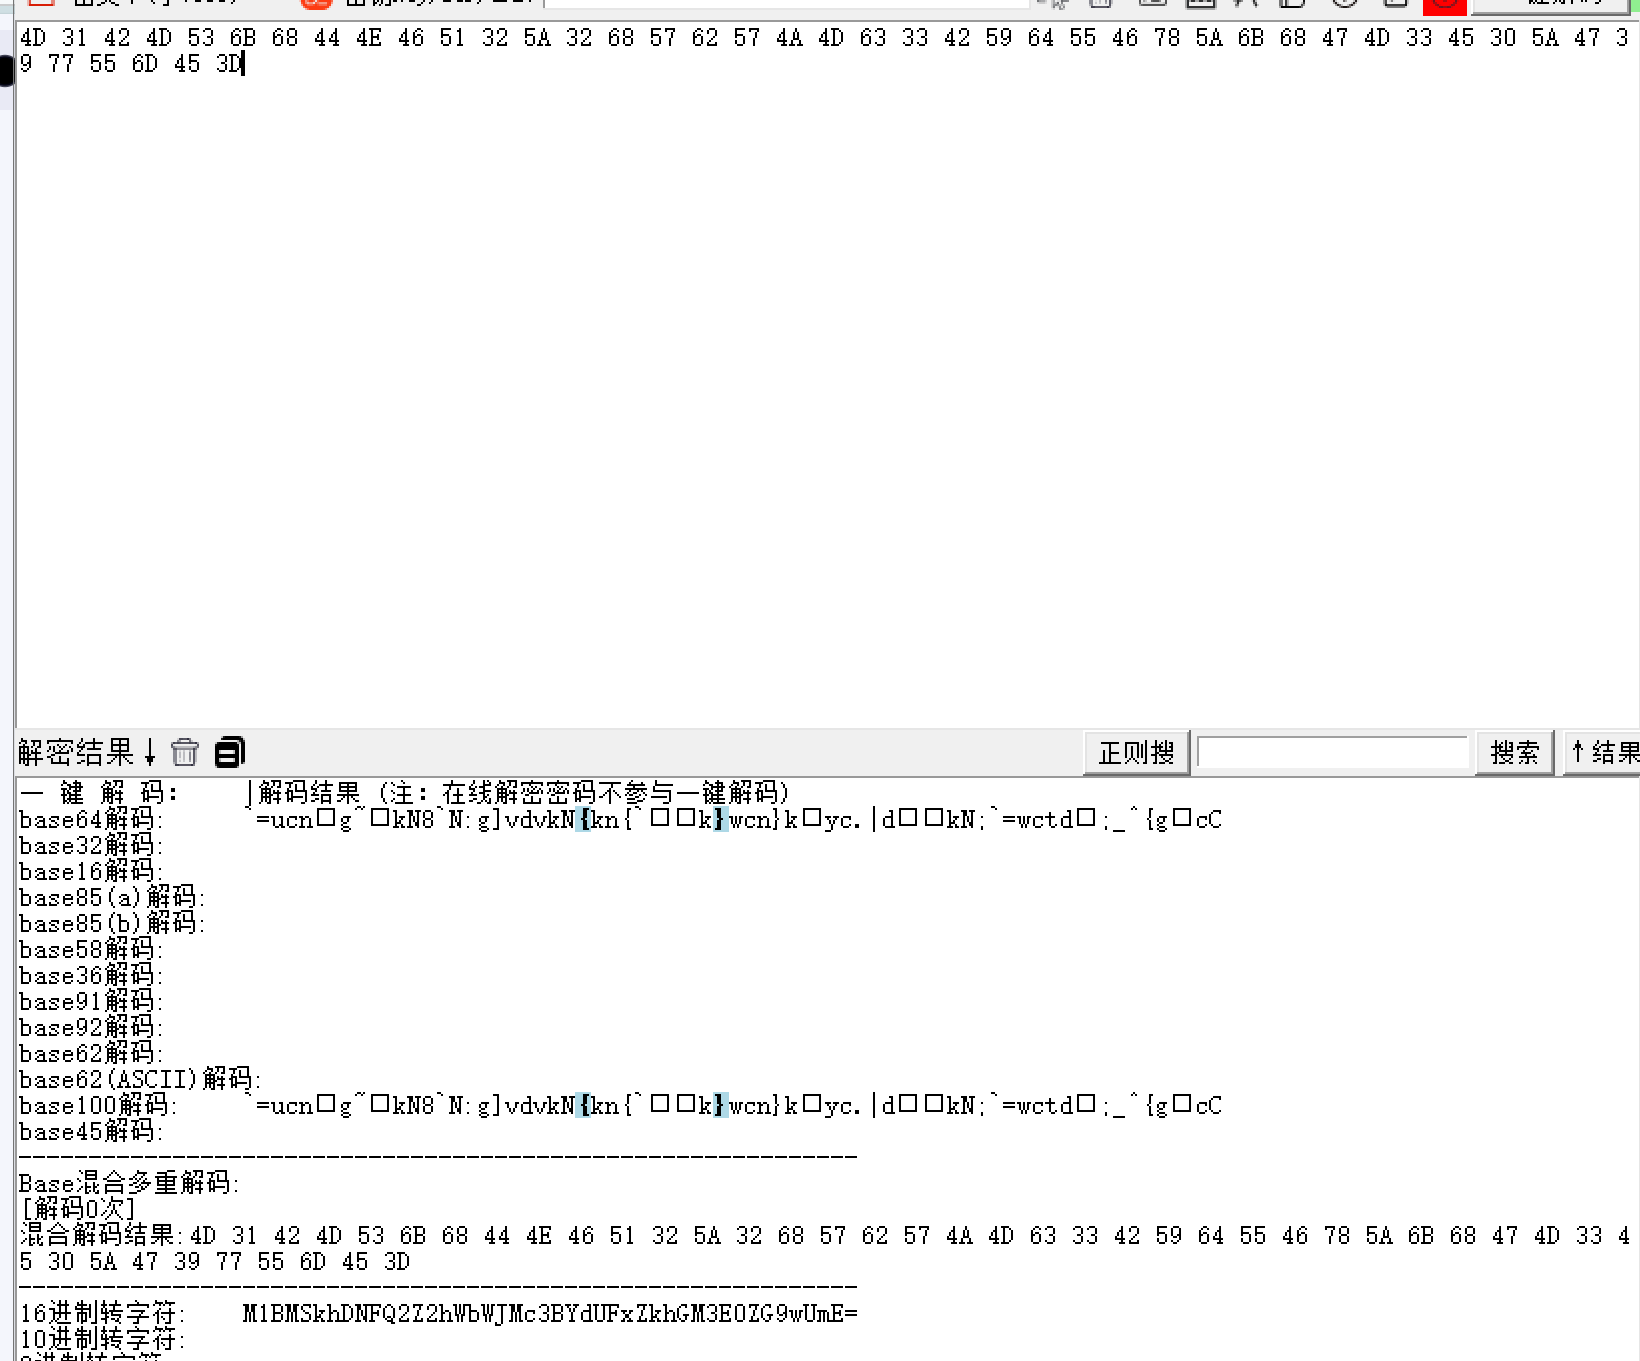 4D 31 42 4D 53 6B 68 44 4E 46 51 32 5A 32 68 57 62 57 4A 4D 63 33 42 59 64 55 46 78 5A 6B 68 47 4D 33 45 30 5A 47 3
9 77 55 6D 45 3D
解密结果↓ 正则搜 搜索 ↑结果
一 键 解 码: |解码结果 (注: 在线解密密码不参与一键解码)
base64解码: `=ucn□g~□kN8`N:g]vdvkN{kn{`□□k}wcn}k□yc.|d□□kN;`=wctd□;_^{g□cC
base32解码:
base16解码:
base85(a)解码:
base85(b)解码:
base58解码:
base36解码:
base91解码:
base92解码:
base62解码:
base62(ASCII)解码:
base100解码: `=ucn□g~□kN8`N:g]vdvkN{kn{`□□k}wcn}k□yc.|d□□kN;`=wctd□;_^{g□cC
base45解码:
------------------------------------------------------------
Base混合多重解码:
[解码0次]
混合解码结果:4D 31 42 4D 53 6B 68 44 4E 46 51 32 5A 32 68 57 62 57 4A 4D 63 33 42 59 64 55 46 78 5A 6B 68 47 4D 33 4
5 30 5A 47 39 77 55 6D 45 3D
------------------------------------------------------------
16进制转字符: M1BMSkhDNFQ2Z2hWbWJMc3BYdUFxZkhGM3E0ZG9wUmE=
10进制转字符: